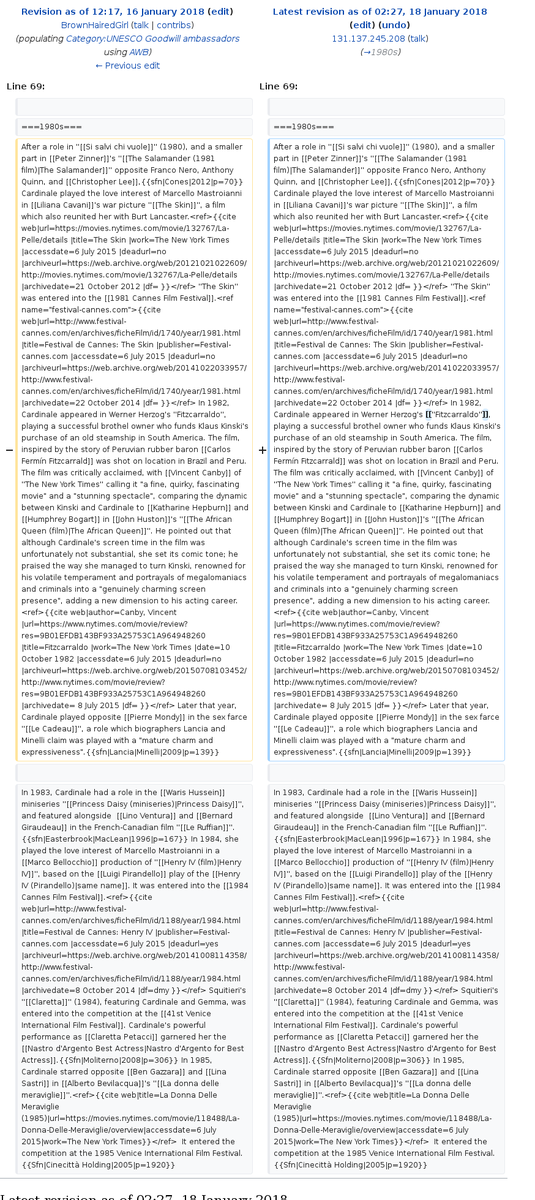 Revision as of 12:17, 16 January 2018 (edit)
BrownHairedGirl (talk | contribs)
(populating Category:UNESCO Goodwill ambassadors
using AWB)
← Previous edit
Latest revision as of 02:27, 18 January 2018
(edit) (undo)
131.137.245.208 (talk)
(→1980s)
Line 69:
Line 69:
===1980s===
===1980s===
−
After a role in ''[[Si salvi chi vuole]]'' (1980), and a smaller
part in [[Peter Zinner]]'s ''[[The Salamander (1981
film)|The Salamander]]'' opposite Franco Nero, Anthony
Quinn, and [[Christopher Lee]], {{sfn|Cones|2012|p=70}}
Cardinale played the love interest of Marcello Mastroianni
in [[Liliana Cavani]]'s war picture ''[[The Skin]]'', a film
which also reunited her with Burt Lancaster.<ref>{{cite
web|url=https://movies.nytimes.com/movie/132767/La-
Pelle/details |title=The Skin |work=The New York Times
|accessdate=6 July 2015 |deadurl=no
|archiveurl=https://web.archive.org/web/20121021022609/
http://movies.nytimes.com/movie/132767/La-Pelle/details
|archivedate=21 October 2012 |df= }}</ref> ''The Skin''
was entered into the [[1981 Cannes Film Festival]].<ref
name="festival-cannes.com">{{cite
web|url=http://www.festival-
cannes.com/en/archives/ficheFilm/id/1740/year/1981.html
|title=Festival de Cannes: The Skin |publisher=Festival-
cannes.com |accessdate=6 July 2015 |deadurl=no
|archiveurl=https://web.archive.org/web/20141022033957/
http://www.festival-
cannes.com/en/archives/ficheFilm/id/1740/year/1981.html
|archivedate=22 October 2014 |df= }}</ref> In 1982,
Cardinale appeared in Werner Herzog's ''Fitzcarraldo'',
playing a successful brothel owner who funds Klaus Kinski's
purchase of an old steamship in South America. The film,
inspired by the story of Peruvian rubber baron [[Carlos
Fermín Fitzcarrald]] was shot on location in Brazil and Peru.
The film was critically acclaimed, with [[Vincent Canby]] of
''The New York Times'' calling it "a fine, quirky, fascinating
movie" and a "stunning spectacle", comparing the dynamic
between Kinski and Cardinale to [[Katharine Hepburn]] and
[[Humphrey Bogart]] in [[John Huston]]'s ''[[The African
Queen (film)|The African Queen]]''. He pointed out that
although Cardinale's screen time in the film was
unfortunately not substantial, she set its comic tone; he
praised the way she managed to turn Kinski, renowned for
his volatile temperament and portrayals of megalomaniacs
and criminals into a "genuinely charming screen
presence", adding a new dimension to his acting career.
<ref>{{cite web|author=Canby, Vincent
|url=https://www.nytimes.com/movie/review?
res=9B01EFDB143BF933A25753C1A964948260
|title=Fitzcarraldo |work=The New York Times |date=10
October 1982 |accessdate=6 July 2015 |deadurl=no
|archiveurl=https://web.archive.org/web/20150708103452/
http://www.nytimes.com/movie/review?
res=9B01EFDB143BF933A25753C1A964948260
|archivedate= 8 July 2015 |df= }}</ref> Later that year,
Cardinale played opposite [[Pierre Mondy]] in the sex farce
''[[Le Cadeau]]'', a role which biographers Lancia and
Minelli claim was played with a "mature charm and
expressiveness".{{sfn|Lancia|Minelli|2009|p=139}}
+
After a role in ''[[Si salvi chi vuole]]'' (1980), and a smaller
part in [[Peter Zinner]]'s ''[[The Salamander (1981
film)|The Salamander]]'' opposite Franco Nero, Anthony
Quinn, and [[Christopher Lee]], {{sfn|Cones|2012|p=70}}
Cardinale played the love interest of Marcello Mastroianni
in [[Liliana Cavani]]'s war picture ''[[The Skin]]'', a film
which also reunited her with Burt Lancaster.<ref>{{cite
web|url=https://movies.nytimes.com/movie/132767/La-
Pelle/details |title=The Skin |work=The New York Times
|accessdate=6 July 2015 |deadurl=no
|archiveurl=https://web.archive.org/web/20121021022609/
http://movies.nytimes.com/movie/132767/La-Pelle/details
|archivedate=21 October 2012 |df= }}</ref> ''The Skin''
was entered into the [[1981 Cannes Film Festival]].<ref
name="festival-cannes.com">{{cite
web|url=http://www.festival-
cannes.com/en/archives/ficheFilm/id/1740/year/1981.html
|title=Festival de Cannes: The Skin |publisher=Festival-
cannes.com |accessdate=6 July 2015 |deadurl=no
|archiveurl=https://web.archive.org/web/20141022033957/
http://www.festival-
cannes.com/en/archives/ficheFilm/id/1740/year/1981.html
|archivedate=22 October 2014 |df= }}</ref> In 1982,
Cardinale appeared in Werner Herzog's [[''Fitzcarraldo'']],
playing a successful brothel owner who funds Klaus Kinski's
purchase of an old steamship in South America. The film,
inspired by the story of Peruvian rubber baron [[Carlos
Fermín Fitzcarrald]] was shot on location in Brazil and Peru.
The film was critically acclaimed, with [[Vincent Canby]] of
''The New York Times'' calling it "a fine, quirky, fascinating
movie" and a "stunning spectacle", comparing the dynamic
between Kinski and Cardinale to [[Katharine Hepburn]] and
[[Humphrey Bogart]] in [[John Huston]]'s ''[[The African
Queen (film)|The African Queen]]''. He pointed out that
although Cardinale's screen time in the film was
unfortunately not substantial, she set its comic tone; he
praised the way she managed to turn Kinski, renowned for
his volatile temperament and portrayals of megalomaniacs
and criminals into a "genuinely charming screen
presence", adding a new dimension to his acting career.
<ref>{{cite web|author=Canby, Vincent
|url=https://www.nytimes.com/movie/review?
res=9B01EFDB143BF933A25753C1A964948260
|title=Fitzcarraldo |work=The New York Times |date=10
October 1982 |accessdate=6 July 2015 |deadurl=no
|archiveurl=https://web.archive.org/web/20150708103452/
http://www.nytimes.com/movie/review?
res=9B01EFDB143BF933A25753C1A964948260
|archivedate= 8 July 2015 |df= }}</ref> Later that year,
Cardinale played opposite [[Pierre Mondy]] in the sex farce
''[[Le Cadeau]]'', a role which biographers Lancia and
Minelli claim was played with a "mature charm and
expressiveness".{{sfn|Lancia|Minelli|2009|p=139}}
In 1983, Cardinale had a role in the [[Waris Hussein]]
miniseries ''[[Princess Daisy (miniseries)|Princess Daisy]]'',
and featured alongside  [[Lino Ventura]] and [[Bernard
Giraudeau]] in the French-Canadian film ''[[Le Ruffian]]''.
{{sfn|Easterbrook|MacLean|1996|p=167}} In 1984, she
played the love interest of Marcello Mastroianni in a
[[Marco Bellocchio]] production of ''[[Henry IV (film)|Henry
IV]]'', based on the [[Luigi Pirandello]] play of the [[Henry
IV (Pirandello)|same name]]. It was entered into the [[1984
Cannes Film Festival]].<ref>{{cite
web|url=http://www.festival-
cannes.com/en/archives/ficheFilm/id/1188/year/1984.html
|title=Festival de Cannes: Henry IV |publisher=Festival-
cannes.com |accessdate=6 July 2015 |deadurl=yes
|archiveurl=https://web.archive.org/web/20141008114358/
http://www.festival-
cannes.com/en/archives/ficheFilm/id/1188/year/1984.html
|archivedate=8 October 2014 |df=dmy }}</ref> Squitieri's
''[[Claretta]]'' (1984), featuring Cardinale and Gemma, was
entered into the competition at the [[41st Venice
International Film Festival]]. Cardinale's powerful
performance as [[Claretta Petacci]] garnered her the
[[Nastro d'Argento Best Actress|Nastro d'Argento for Best
Actress]].{{Sfn|Moliterno|2008|p=306}} In 1985,
Cardinale starred opposite [[Ben Gazzara]] and [[Lina
Sastri]] in [[Alberto Bevilacqua]]'s ''[[La donna delle
meraviglie]]''.<ref>{{cite web|title=La Donna Delle
Meraviglie
(1985)|url=https://movies.nytimes.com/movie/118488/La-
Donna-Delle-Meraviglie/overview|accessdate=6 July
2015|work=The New York Times}}</ref>  It entered the
competition at the 1985 Venice International Film Festival.
{{Sfn|Cinecittà Holding|2005|p=1920}}
In 1983, Cardinale had a role in the [[Waris Hussein]]
miniseries ''[[Princess Daisy (miniseries)|Princess Daisy]]'',
and featured alongside  [[Lino Ventura]] and [[Bernard
Giraudeau]] in the French-Canadian film ''[[Le Ruffian]]''.
{{sfn|Easterbrook|MacLean|1996|p=167}} In 1984, she
played the love interest of Marcello Mastroianni in a
[[Marco Bellocchio]] production of ''[[Henry IV (film)|Henry
IV]]'', based on the [[Luigi Pirandello]] play of the [[Henry
IV (Pirandello)|same name]]. It was entered into the [[1984
Cannes Film Festival]].<ref>{{cite
web|url=http://www.festival-
cannes.com/en/archives/ficheFilm/id/1188/year/1984.html
|title=Festival de Cannes: Henry IV |publisher=Festival-
cannes.com |accessdate=6 July 2015 |deadurl=yes
|archiveurl=https://web.archive.org/web/20141008114358/
http://www.festival-
cannes.com/en/archives/ficheFilm/id/1188/year/1984.html
|archivedate=8 October 2014 |df=dmy }}</ref> Squitieri's
''[[Claretta]]'' (1984), featuring Cardinale and Gemma, was
entered into the competition at the [[41st Venice
International Film Festival]]. Cardinale's powerful
performance as [[Claretta Petacci]] garnered her the
[[Nastro d'Argento Best Actress|Nastro d'Argento for Best
Actress]].{{Sfn|Moliterno|2008|p=306}} In 1985,
Cardinale starred opposite [[Ben Gazzara]] and [[Lina
Sastri]] in [[Alberto Bevilacqua]]'s ''[[La donna delle
meraviglie]]''.<ref>{{cite web|title=La Donna Delle
Meraviglie
(1985)|url=https://movies.nytimes.com/movie/118488/La-
Donna-Delle-Meraviglie/overview|accessdate=6 July
2015|work=The New York Times}}</ref>  It entered the
competition at the 1985 Venice International Film Festival.
{{Sfn|Cinecittà Holding|2005|p=1920}}
Latest revision as of 02:27, 18 January 2018